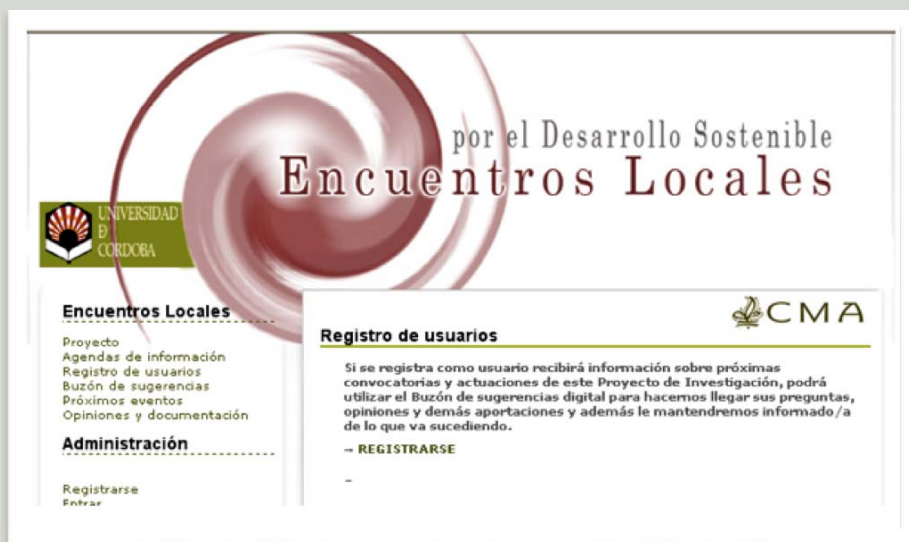 por el Desarrollo Sostenible
Encuentros Locales
UNIVERSIDAD
D
CORDOBA
Encuentros Locales
Proyecto
Agendas de información
Registro de usuarios
Buzón de sugerencias
Próximos eventos
Opiniones y documentación
Administración
Registrarse
Entrar
CMA
Registro de usuarios
Si se registra como usuario recibirá información sobre próximas
convocatorias y actuaciones de este Proyecto de Investigación, podrá
utilizar el Buzón de sugerencias digital para hacernos llegar sus preguntas,
opiniones y demás aportaciones y además le mantendremos informado/a
de lo que va sucediendo.
→ REGISTRARSE
–